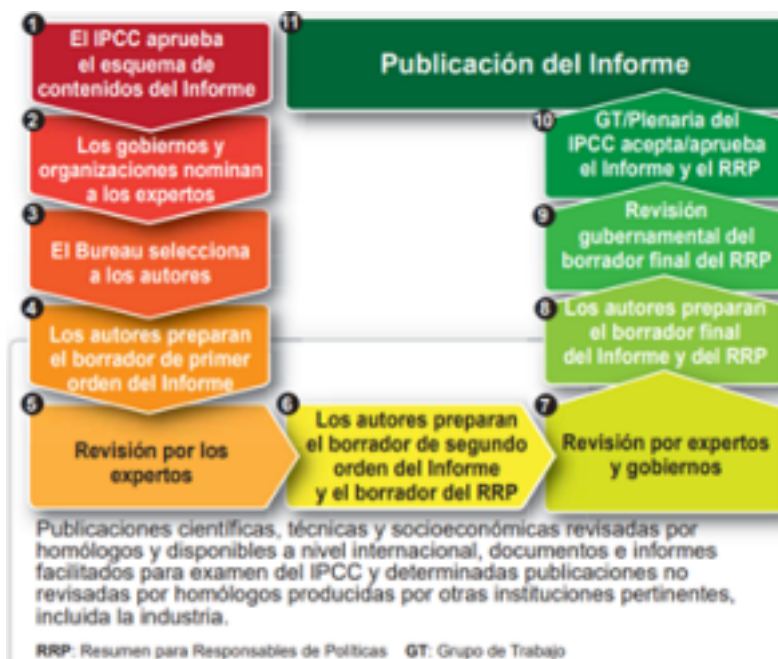 1
El IPCC aprueba
el esquema de
contenidos del Informe
2
Los gobiernos y
organizaciones nominan
a los expertos
3
El Bureau selecciona
a los autores
4
Los autores preparan
el borrador de primer
orden del Informe
5
Revisión por los
expertos
6
Los autores preparan
el borrador de segundo
orden del Informe
y el borrador del RRP
7
Revisión por expertos
y gobiernos
8
Los autores preparan
el borrador final
del Informe y del RRP
9
Revisión
gubernamental del
borrador final del RRP
10
GT/Plenaria del
IPCC acepta/aprueba
el Informe y el RRP
11
Publicación del Informe
Publicaciones científicas, técnicas y socioeconómicas revisadas por
homólogos y disponibles a nivel internacional, documentos e informes
facilitados para examen del IPCC y determinadas publicaciones no
revisadas por homólogos producidas por otras instituciones pertinentes,
incluida la industria.
RRP: Resumen para Responsables de Políticas GT: Grupo de Trabajo